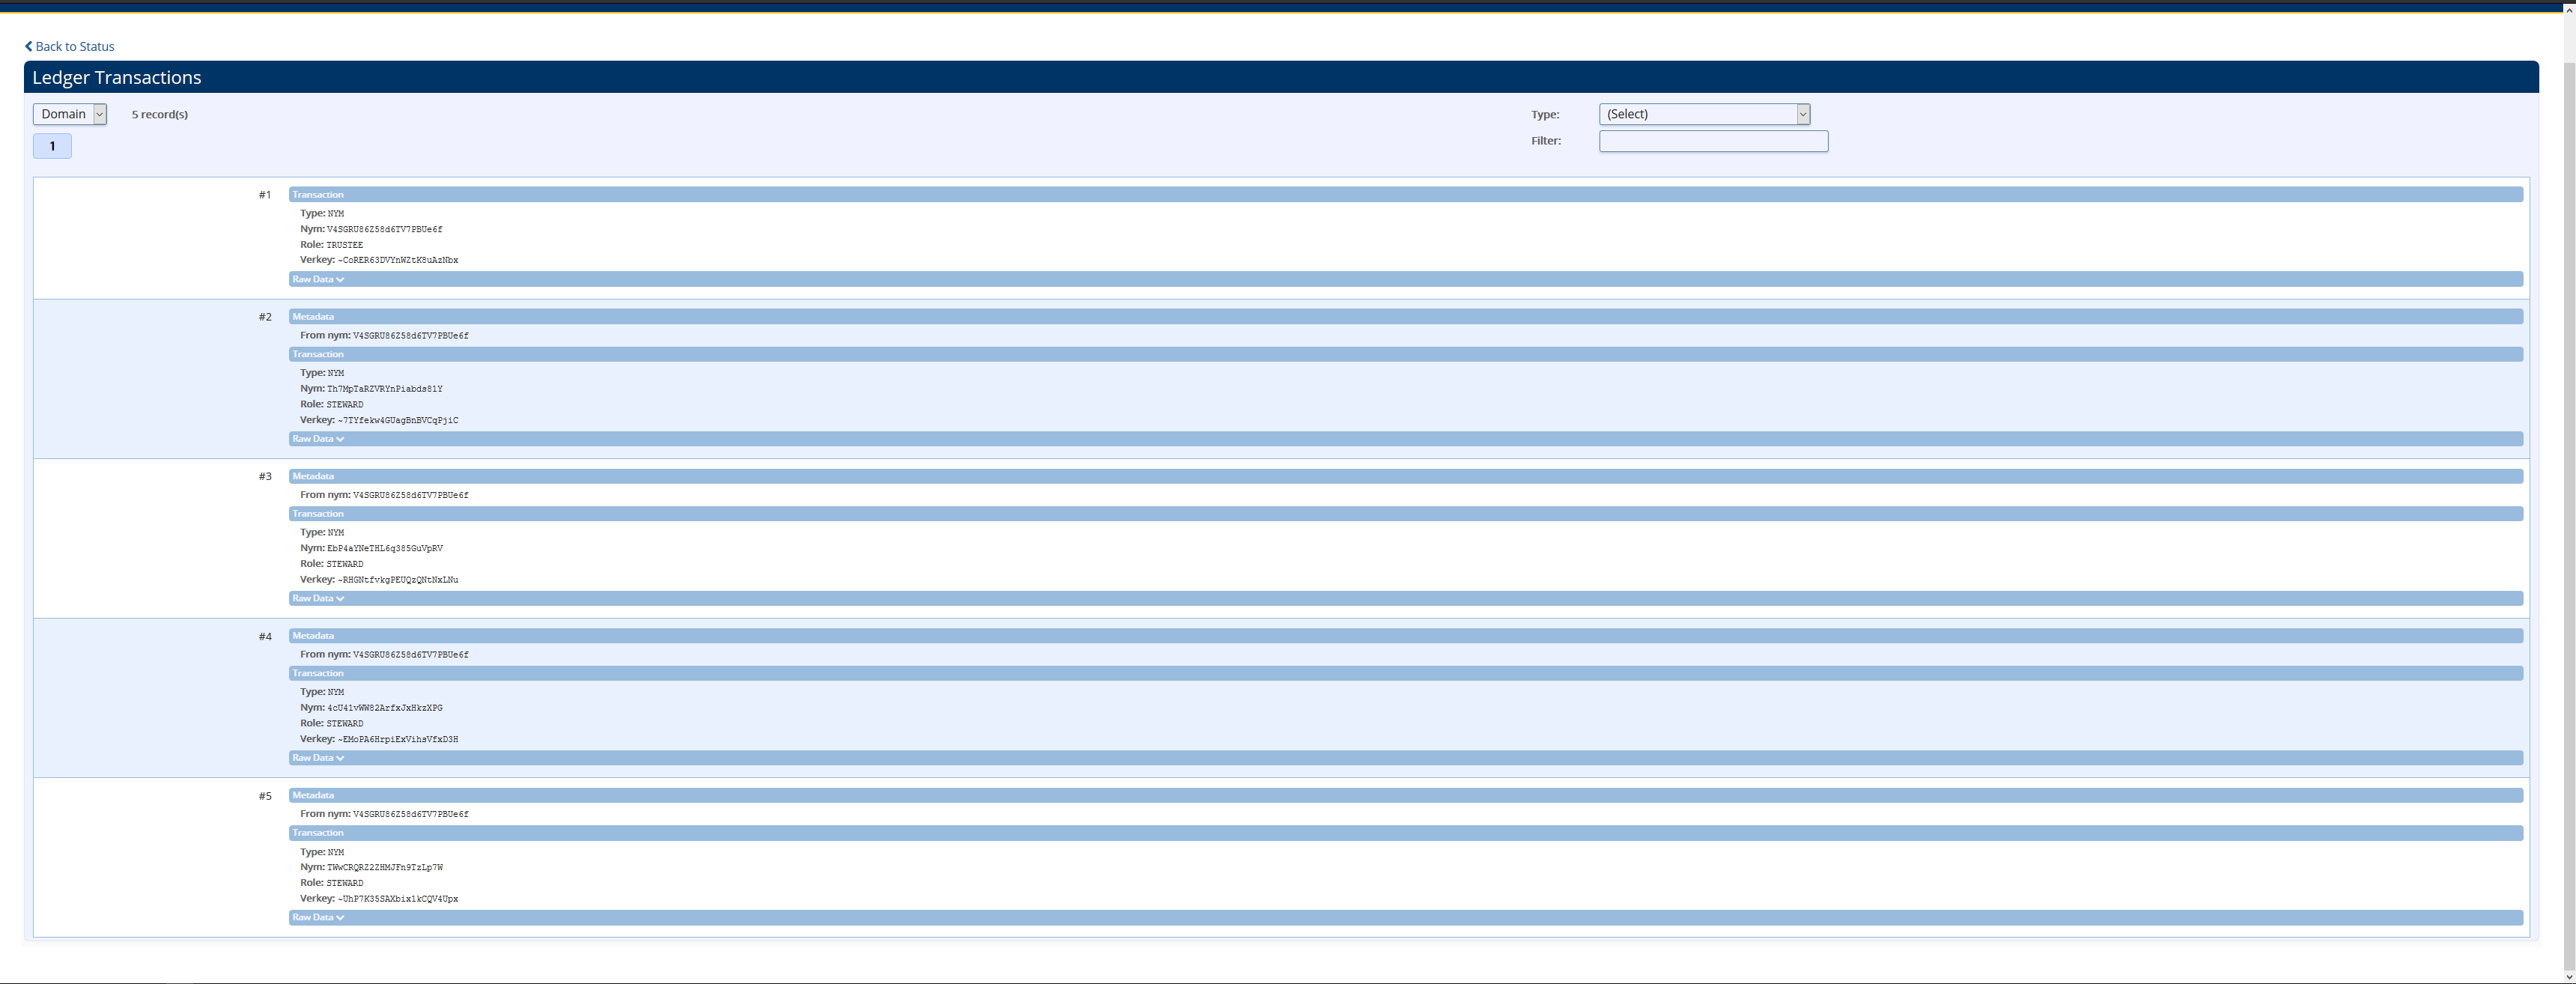 Back to Status
Ledger Transactions
Domain 5 record(s) Type: (Select)
1 Filter:
#1 Transaction
Type: NYM
Nym: V4SGRU86Z58d6TV7PBUe6f
Role: TRUSTEE
Verkey: ~CoRER63DVYnWZtK8uAzNbx
Raw Data
#2 Metadata
From nym: V4SGRU86Z58d6TV7PBUe6f
Transaction
Type: NYM
Nym: Th7MpTaRZVRYnPiabds81Y
Role: STEWARD
Verkey: ~7TYfekw4GUagBnBVCqPjiC
Raw Data
#3 Metadata
From nym: V4SGRU86Z58d6TV7PBUe6f
Transaction
Type: NYM
Nym: EbP4aYNeTHL6q385GuVpRV
Role: STEWARD
Verkey: ~RHGNtfvkgPEUQzQNtNxLNu
Raw Data
#4 Metadata
From nym: V4SGRU86Z58d6TV7PBUe6f
Transaction
Type: NYM
Nym: 4cU41vWW82ArfxJxHkzXPG
Role: STEWARD
Verkey: ~EMoPA6HrpiExVihsVfxD3H
Raw Data
#5 Metadata
From nym: V4SGRU86Z58d6TV7PBUe6f
Transaction
Type: NYM
Nym: TWwCRQRZ2ZHMJFn9TzLp7W
Role: STEWARD
Verkey: ~UhP7K35SAXbix1kCQV4Upx
Raw Data